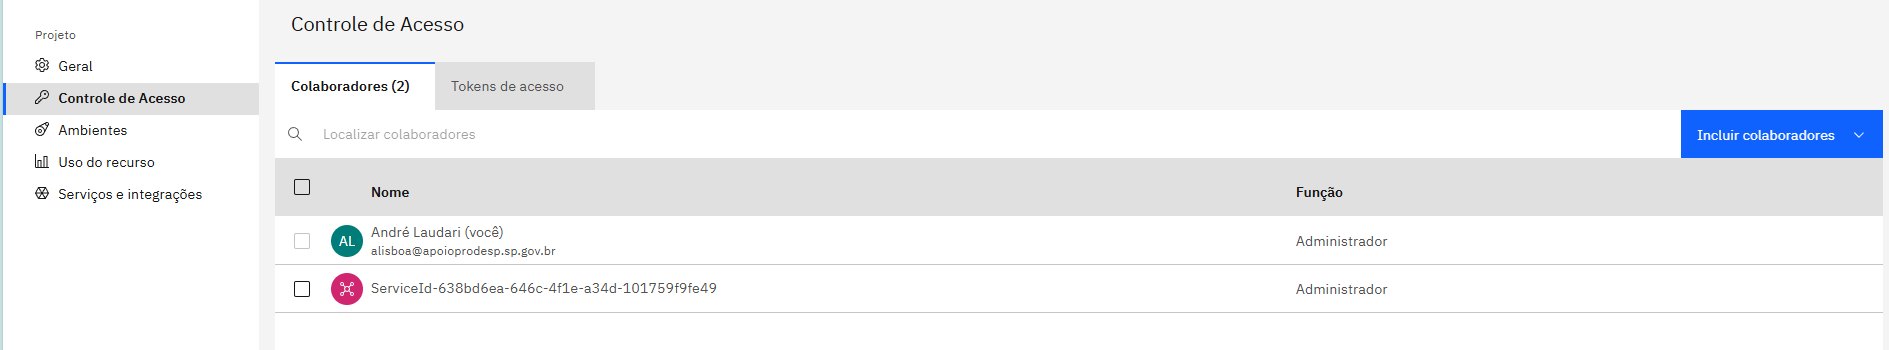 Projeto
Geral
Controle de Acesso
Ambientes
Uso do recurso
Serviços e integrações
Controle de Acesso
Colaboradores (2)
Tokens de acesso
Localizar colaboradores
Incluir colaboradores
Nome
Função
AL
André Laudari (você)
alisboa@apoioprodesp.sp.gov.br
Administrador
ServiceId-638bd6ea-646c-4f1e-a34d-101759f9fe49
Administrador